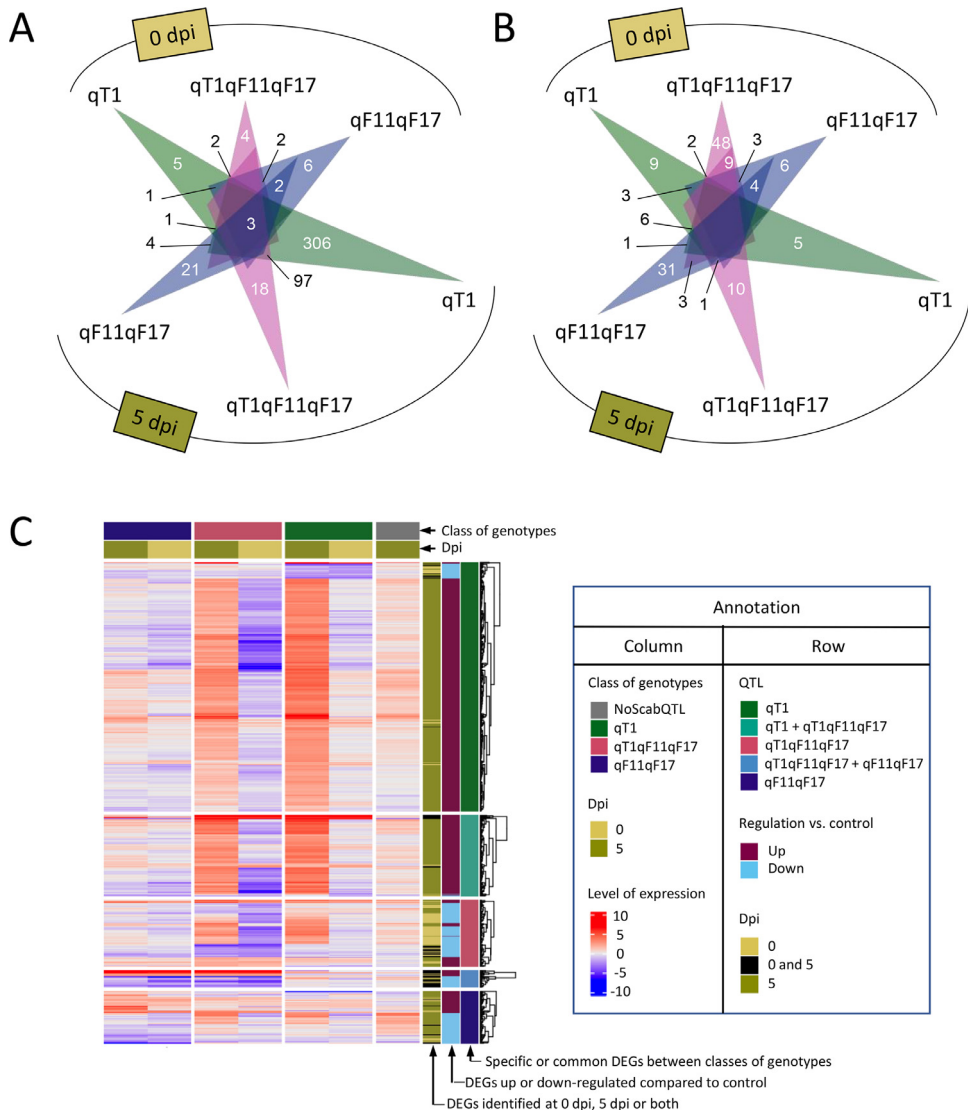 A
0 dpi
qT1
qT1qF11qF17
qF11qF17
2
4
2
6
5
2
1
1
3
4
306
21
97
18
qT1
qF11qF17
qT1qF11qF17
5 dpi
B
0 dpi
qT1
qT1qF11qF17
qF11qF17
2
48
3
6
9
9
4
3
6
1
5
31
3
1
10
qT1
qF11qF17
qT1qF11qF17
5 dpi
C
Class of genotypes
Dpi
Specific or common DEGs between classes of genotypes
DEGs up or down-regulated compared to control
DEGs identified at 0 dpi, 5 dpi or both
Annotation
Column
Class of genotypes
NoScabQTL
qT1
qT1qF11qF17
qF11qF17
Dpi
0
5
Level of expression
10
5
0
-5
-10
Row
QTL
qT1
qT1 + qT1qF11qF17
qT1qF11qF17
qT1qF11qF17 + qF11qF17
qF11qF17
Regulation vs. control
Up
Down
Dpi
0
0 and 5
5